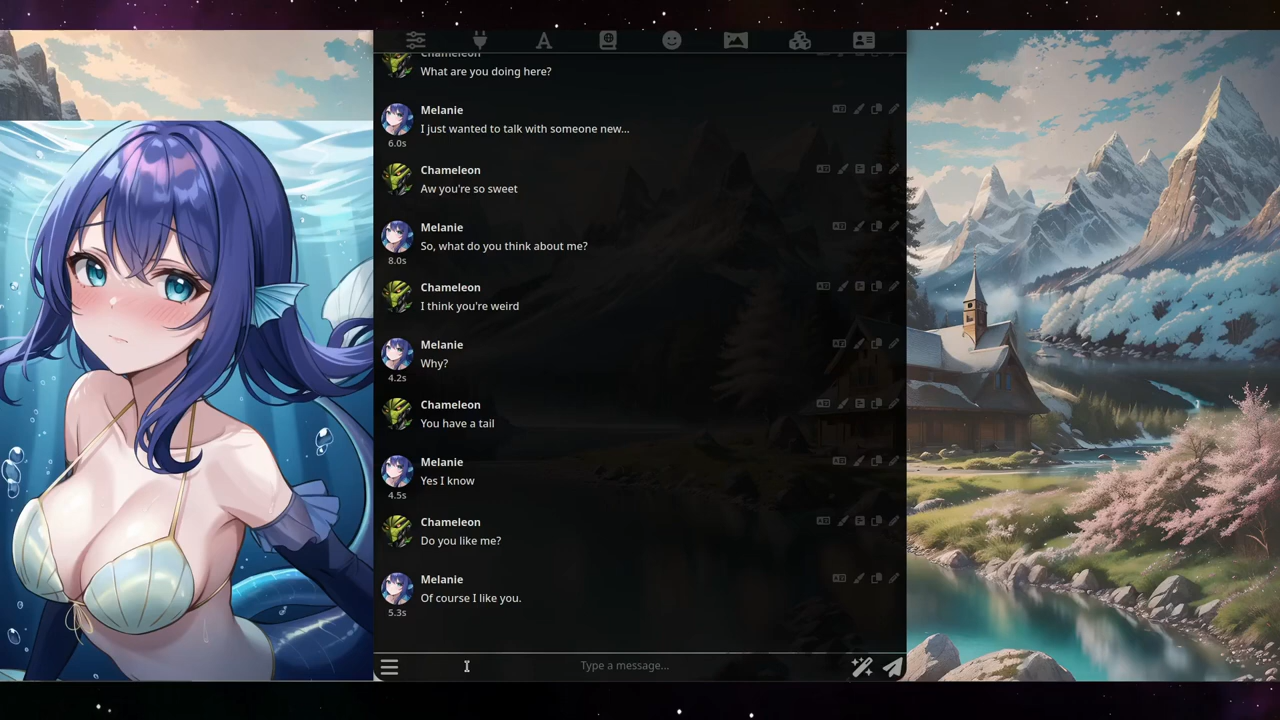 Chameleon
What are you doing here?
Melanie
I just wanted to talk with someone new...
6.0s
Chameleon
Aw you're so sweet
Melanie
So, what do you think about me?
8.0s
Chameleon
I think you're weird
Melanie
Why?
4.2s
Chameleon
You have a tail
Melanie
Yes I know
4.5s
Chameleon
Do you like me?
Melanie
Of course I like you.
5.3s
Type a message...